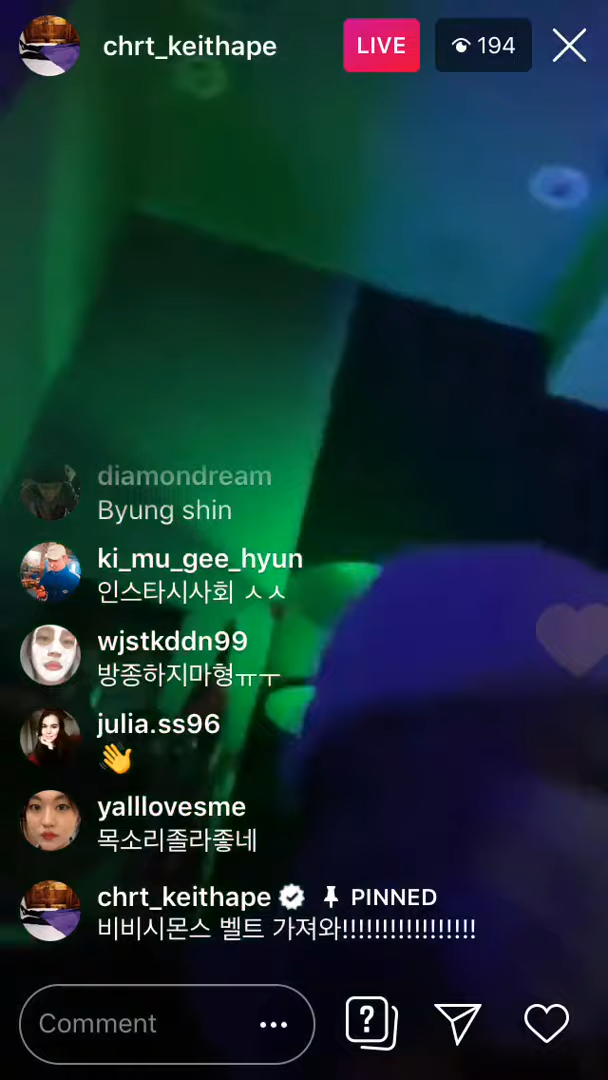 chrt_keithape
LIVE
194
diamondream
Byung shin
ki_mu_gee_hyun
인스타시사회 ㅅㅅ
wjstkddn99
방종하지마형ㅠㅜ
julia.ss96
👋
yalllovesme
목소리졸라좋네
chrt_keithape PINNED
비비시몬스 벨트 가져와!!!!!!!!!!!!!!!!!
Comment